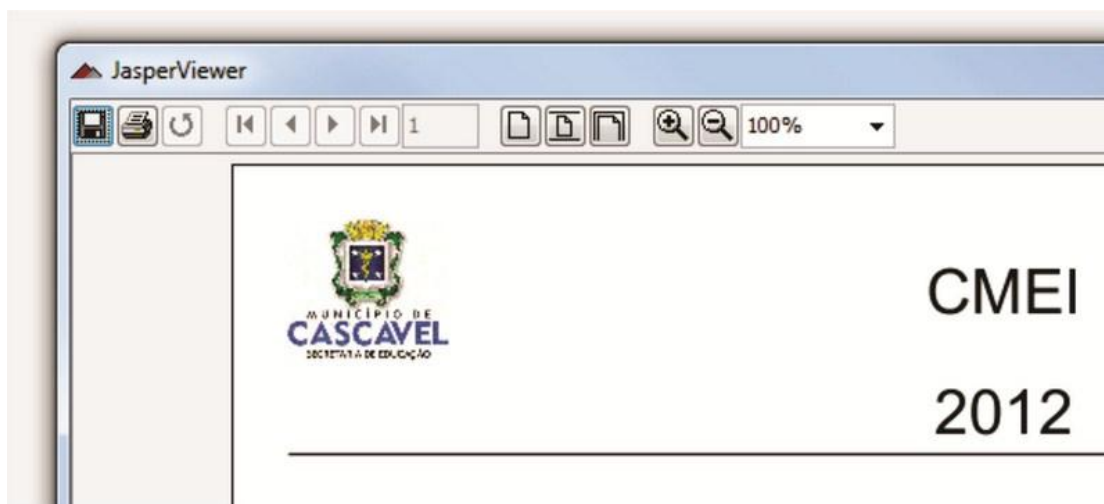 JasperViewer
1
100%
MUNICÍPIO DE
CASCAVEL
SECRETARIA DE EDUCAÇÃO
CMEI
2012